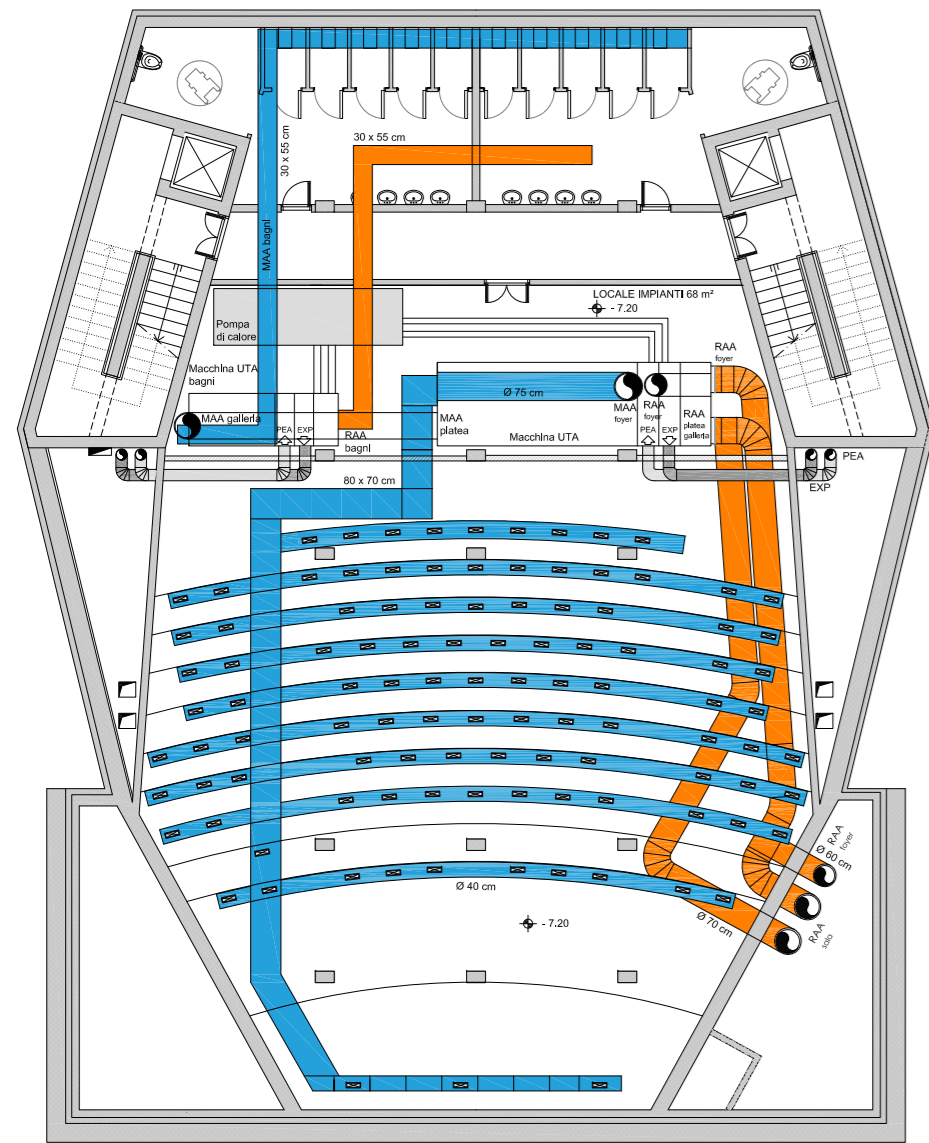 30 x 55 cm
30 x 55 cm
MAA bagni
LOCALE IMPIANTI 68 m²
- 7.20
Pompa
di calore
RAA
foyer
Macchina UTA
bagni
Ø 75 cm
MAA
foyer
RAA
foyer
RAA
platea
galleria
MAA galleria
MAA
platea
PEA
EXP
RAA
bagni
Macchina UTA
PEA
EXP
PEA
EXP
80 x 70 cm
RAA
foyer
Ø 60 cm
Ø 40 cm
Ø 70 cm
- 7.20
RAA
sala